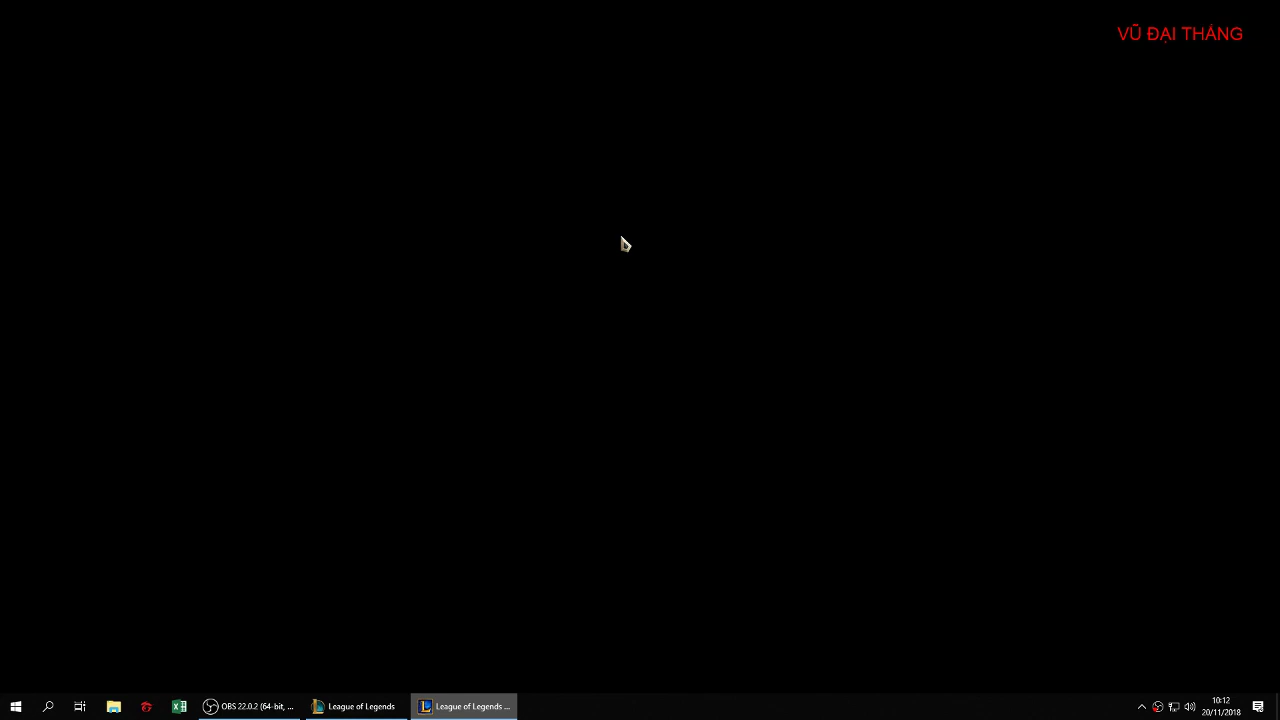 VŨ ĐẠI THẮNG
OBS 22.0.2 (64-bit, ...
League of Legends
League of Legends ...
10:12
20/11/2018